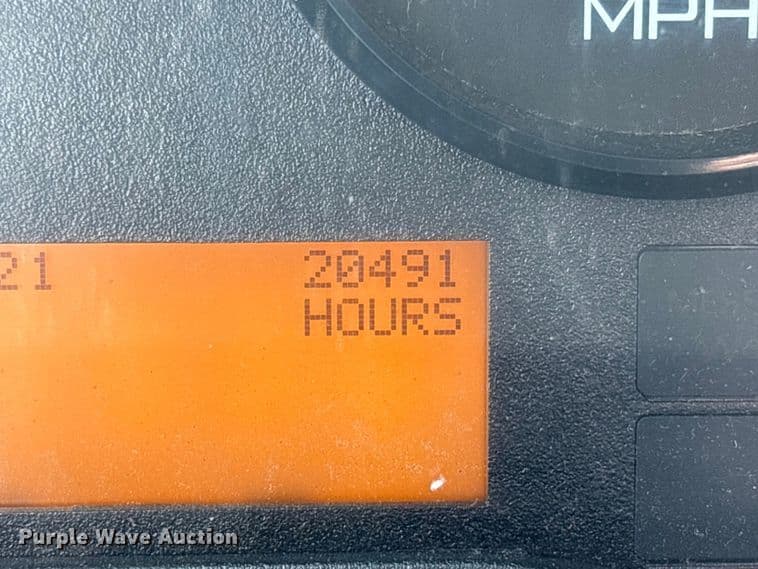 MPH
21 20491
HOURS
Purple Wave Auction